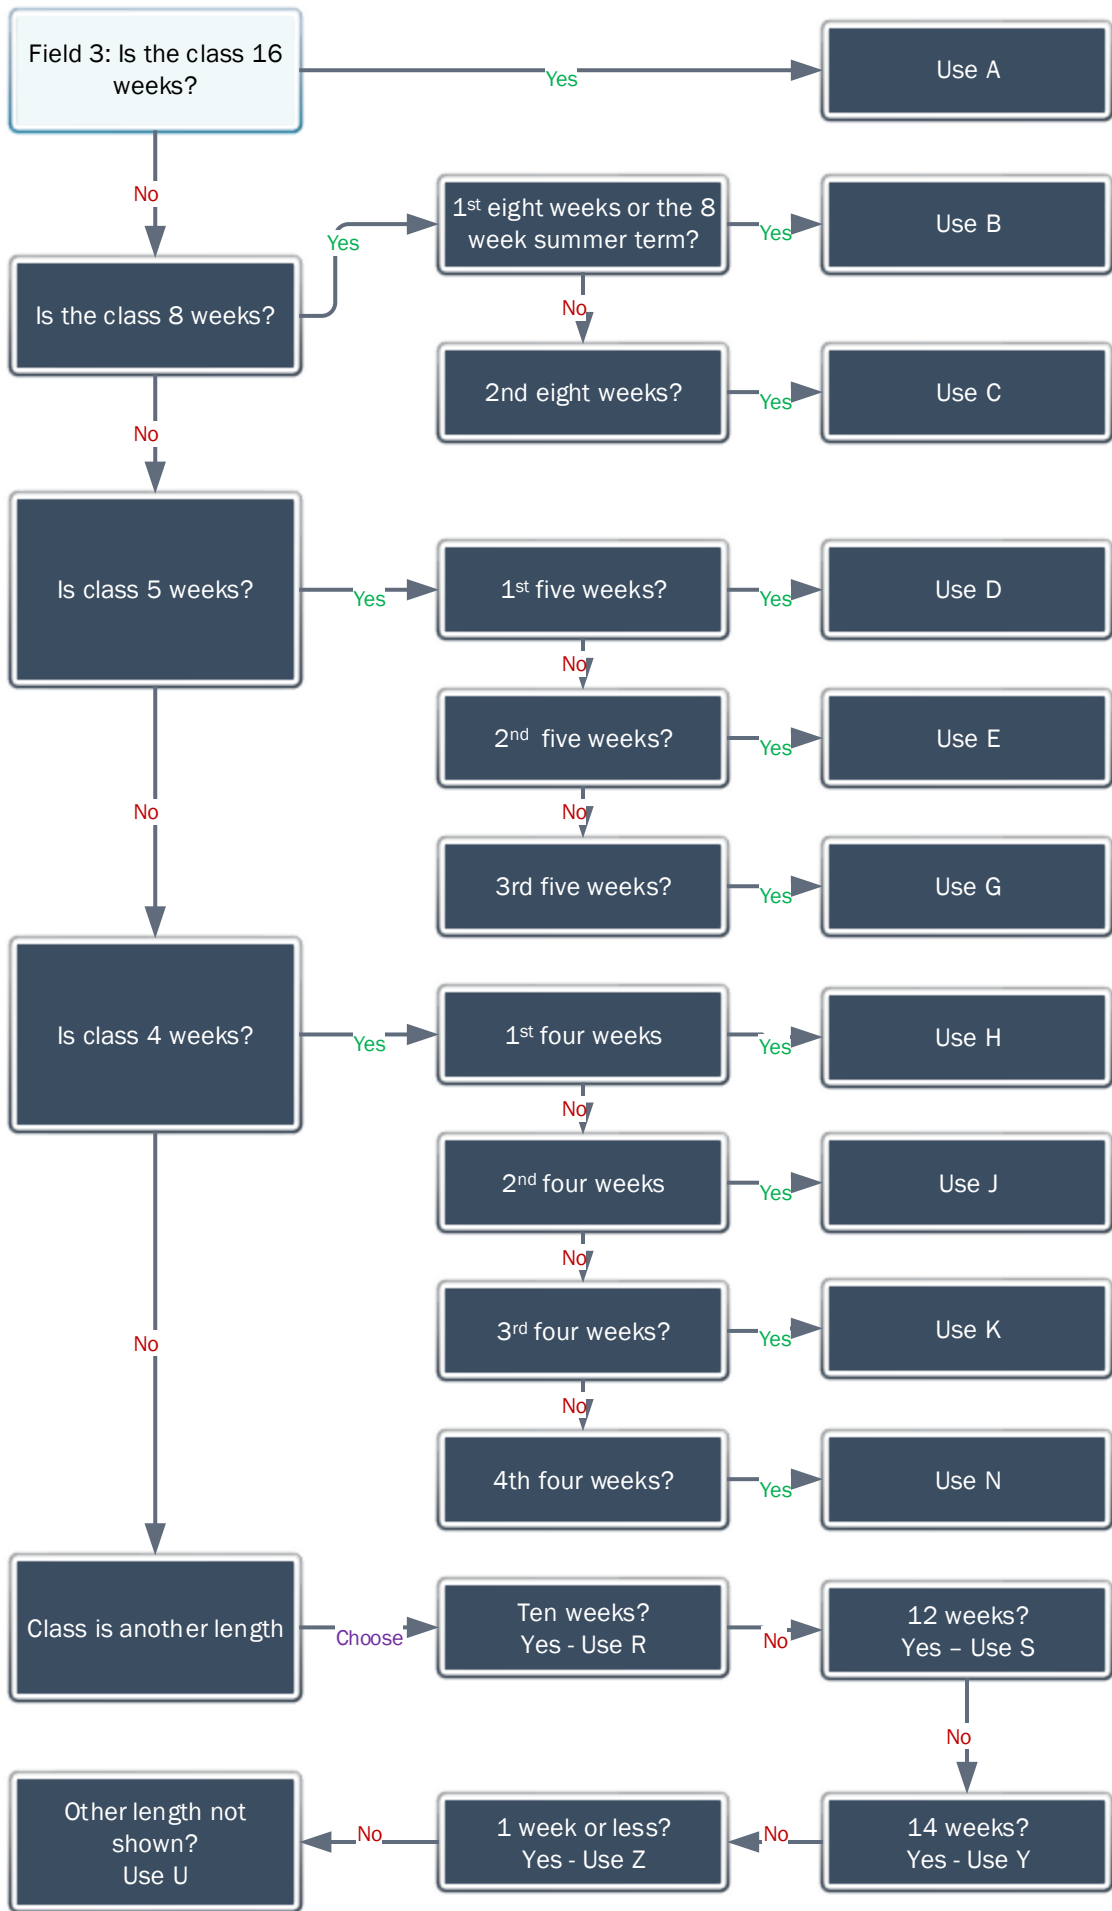 Field 3: Is the class 16
weeks?
Yes
Use A
No
1st eight weeks or the 8
week summer term?
Yes
Use B
Yes
Is the class 8 weeks?
No
2nd eight weeks?
Yes
Use C
No
Is class 5 weeks?
Yes
1st five weeks?
Yes
Use D
No
2nd five weeks?
Yes
Use E
No
3rd five weeks?
Yes
Use G
No
Is class 4 weeks?
Yes
1st four weeks
Yes
Use H
No
2nd four weeks
Yes
Use J
No
3rd four weeks?
Yes
Use K
No
4th four weeks?
Yes
Use N
No
Class is another length
Choose
Ten weeks?
Yes - Use R
No
12 weeks?
Yes – Use S
No
14 weeks?
Yes - Use Y
No
1 week or less?
Yes - Use Z
No
Other length not
shown?
Use U